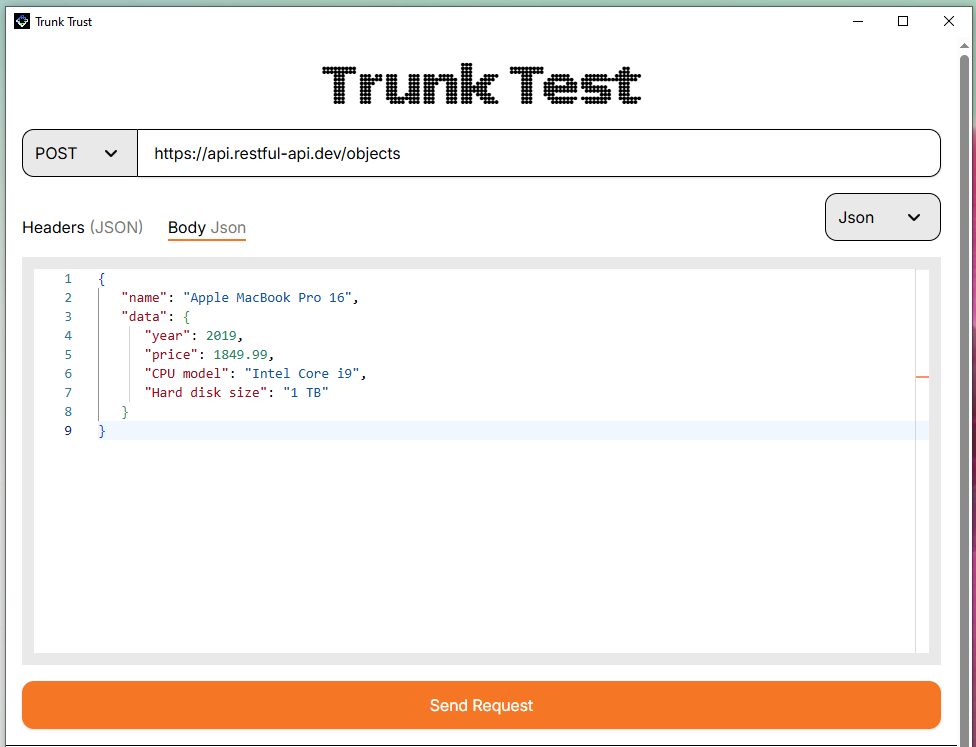 Trunk Trust
Trunk Test
POST https://api.restful-api.dev/objects
Headers (JSON) Body Json Json
1 {
2 "name": "Apple MacBook Pro 16",
3 "data": {
4 "year": 2019,
5 "price": 1849.99,
6 "CPU model": "Intel Core i9",
7 "Hard disk size": "1 TB"
8 }
9 }
Send Request